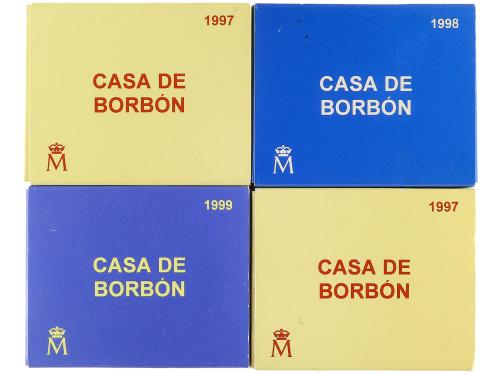 1997
CASA DE
BORBÓN
M
1998
CASA DE
BORBÓN
M
1999
CASA DE
BORBÓN
M
1997
CASA DE
BORBÓN
M